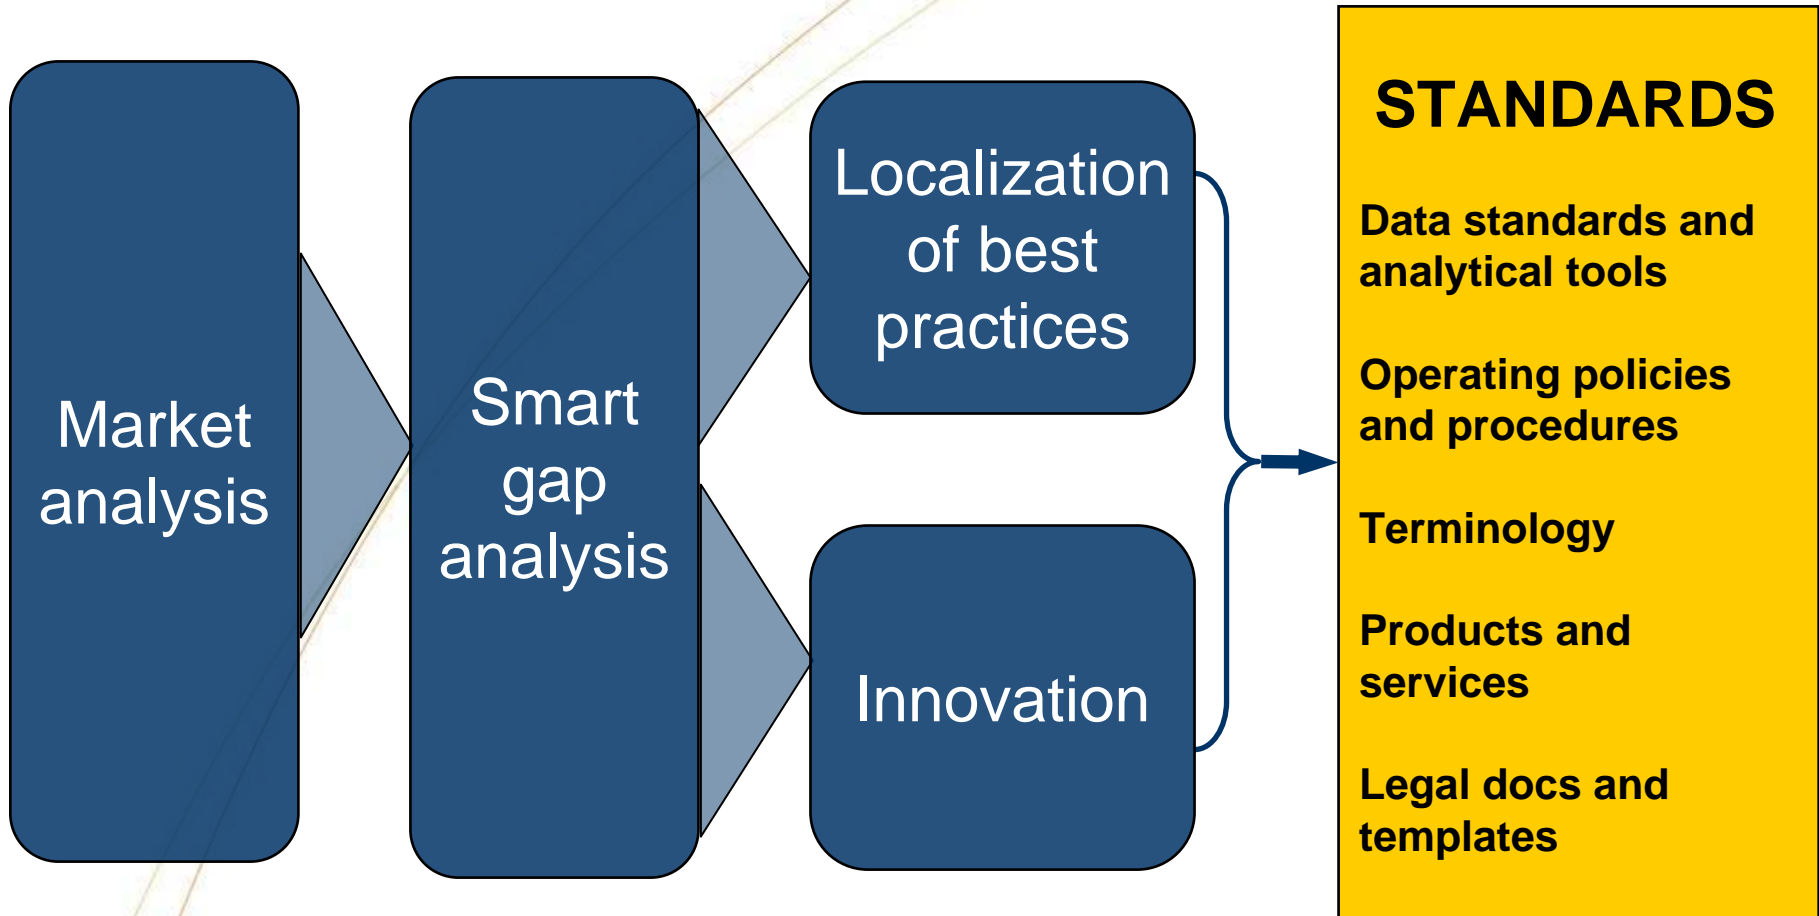 Market
analysis
Smart
gap
analysis
Localization
of best
practices
Innovation
STANDARDS
Data standards and
analytical tools
Operating policies
and procedures
Terminology
Products and
services
Legal docs and
templates